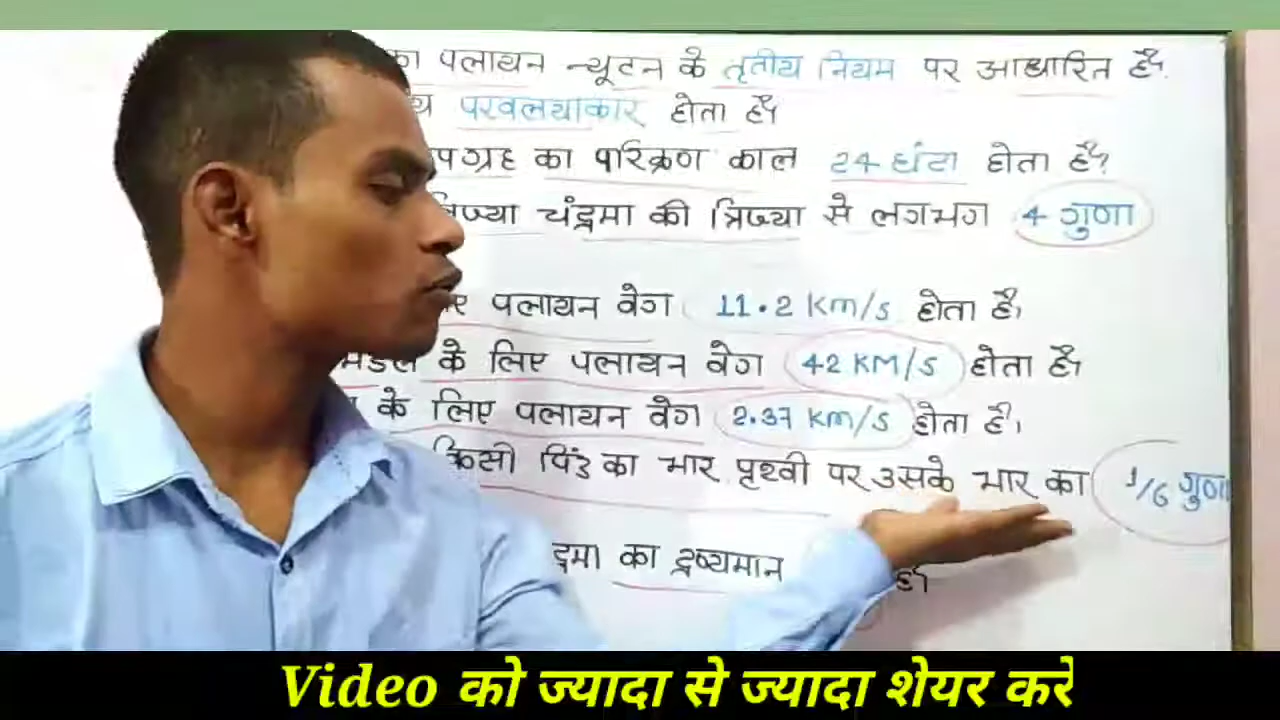 का पलायन न्यूटन के तृतीय नियम पर आधारित है।
परवलयाकार होता है।
पग्रह का परिक्रण काल 24 घंटा होता है।
त्रिज्या चंद्रमा की त्रिज्या से लगभग 4 गुणा
पलायन वेग 11.2 Km/s होता है।
मंडल के लिए पलायन वेग 42 KM/S होता है।
के लिए पलायन वेग 2.37 Km/s होता है।
किसी पिंड का भार पृथ्वी पर उसके भार का 1/6 गुणा
द्रमा का द्रव्यमान है।
Video को ज्यादा से ज्यादा शेयर करे